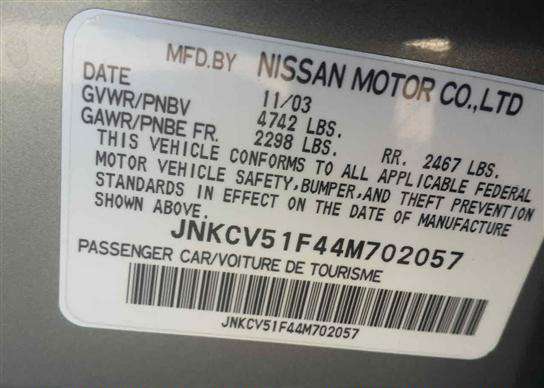 MFD.BY NISSAN MOTOR CO.,LTD
DATE 11/03
GVWR/PNBV 4742 LBS.
GAWR/PNBE FR. 2298 LBS. RR. 2467 LBS.
THIS VEHICLE CONFORMS TO ALL APPLICABLE FEDERAL
MOTOR VEHICLE SAFETY,BUMPER,AND THEFT PREVENTION
STANDARDS IN EFFECT ON THE DATE OF MANUFACTURE
SHOWN ABOVE.
JNKCV51F44M702057
PASSENGER CAR/VOITURE DE TOURISME
JNKCV51F44M702057